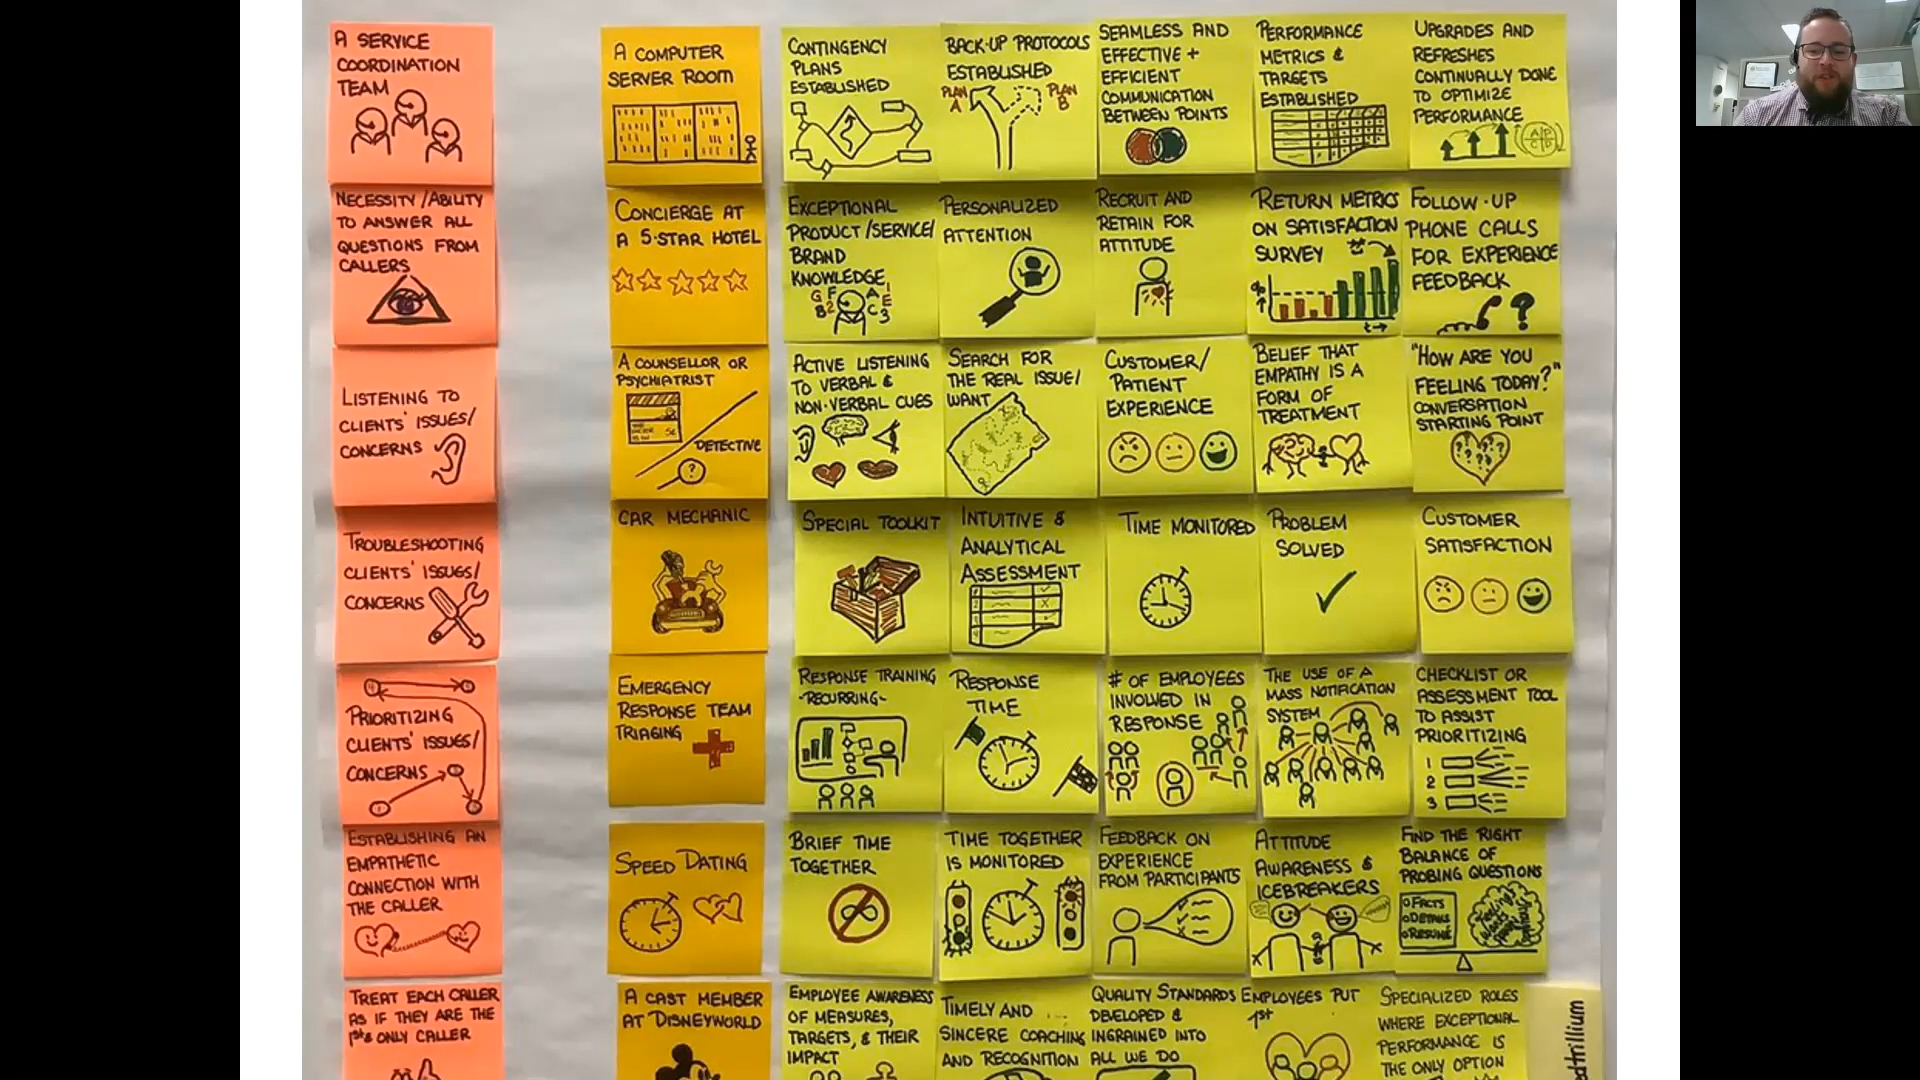 A SERVICE
COORDINATION
TEAM
A COMPUTER
SERVER ROOM
CONTINGENCY
PLANS
ESTABLISHED
BACK-UP PROTOCOLS
ESTABLISHED
PLAN
A
PLAN
B
SEAMLESS AND
EFFECTIVE +
EFFICIENT
COMMUNICATION
BETWEEN POINTS
PERFORMANCE
METRICS &
TARGETS
ESTABLISHED
UPGRADES AND
REFRESHES
CONTINUALLY DONE
TO OPTIMIZE
PERFORMANCE
A P
C D
NECESSITY/ABILITY
TO ANSWER ALL
QUESTIONS FROM
CALLERS
CONCIERGE AT
A 5-STAR HOTEL
EXCEPTIONAL
PRODUCT/SERVICE/
BRAND
KNOWLEDGE
G F A 1
B 2 C E 3
PERSONALIZED
ATTENTION
RECRUIT AND
RETAIN FOR
ATTITUDE
RETURN METRICS
ON SATISFACTION
SURVEY
%
t
FOLLOW-UP
PHONE CALLS
FOR EXPERIENCE
FEEDBACK
?
LISTENING TO
CLIENTS' ISSUES/
CONCERNS
A COUNSELLOR OR
PSYCHIATRIST
5¢
DETECTIVE
?
ACTIVE LISTENING
TO VERBAL &
NON-VERBAL CUES
SEARCH FOR
THE REAL ISSUE/
WANT
CUSTOMER/
PATIENT
EXPERIENCE
BELIEF THAT
EMPATHY IS A
FORM OF
TREATMENT
"HOW ARE YOU
FEELING TODAY?"
CONVERSATION
STARTING POINT
TROUBLESHOOTING
CLIENTS' ISSUES/
CONCERNS
CAR MECHANIC
SPECIAL TOOLKIT
INTUITIVE &
ANALYTICAL
ASSESSMENT
TIME MONITORED
PROBLEM
SOLVED
CUSTOMER
SATISFACTION
PRIORITIZING
CLIENTS' ISSUES/
CONCERNS
EMERGENCY
RESPONSE TEAM
TRIAGING
RESPONSE TRAINING
-RECURRING-
RESPONSE
TIME
# OF EMPLOYEES
INVOLVED IN
RESPONSE
THE USE OF A
MASS NOTIFICATION
SYSTEM
CHECKLIST OR
ASSESSMENT TOOL
TO ASSIST
PRIORITIZING
1
2
3
ESTABLISHING AN
EMPATHETIC
CONNECTION WITH
THE CALLER
SPEED DATING
BRIEF TIME
TOGETHER
TIME TOGETHER
IS MONITORED
FEEDBACK ON
EXPERIENCE
FROM PARTICIPANTS
ATTITUDE
AWARENESS &
ICEBREAKERS
FIND THE RIGHT
BALANCE OF
PROBING QUESTIONS
FACTS
DETAILS
RESUMÉ
TREAT EACH CALLER
AS IF THEY ARE THE
1st & ONLY CALLER
A CAST MEMBER
AT DISNEYWORLD
EMPLOYEE AWARENESS
OF MEASURES,
TARGETS, & THEIR
IMPACT
TIMELY AND
SINCERE COACHING
AND RECOGNITION
QUALITY STANDARDS
DEVELOPED &
INGRAINED INTO
ALL WE DO
EMPLOYEES PUT
1st
SPECIALIZED ROLES
WHERE EXCEPTIONAL
PERFORMANCE IS
THE ONLY OPTION